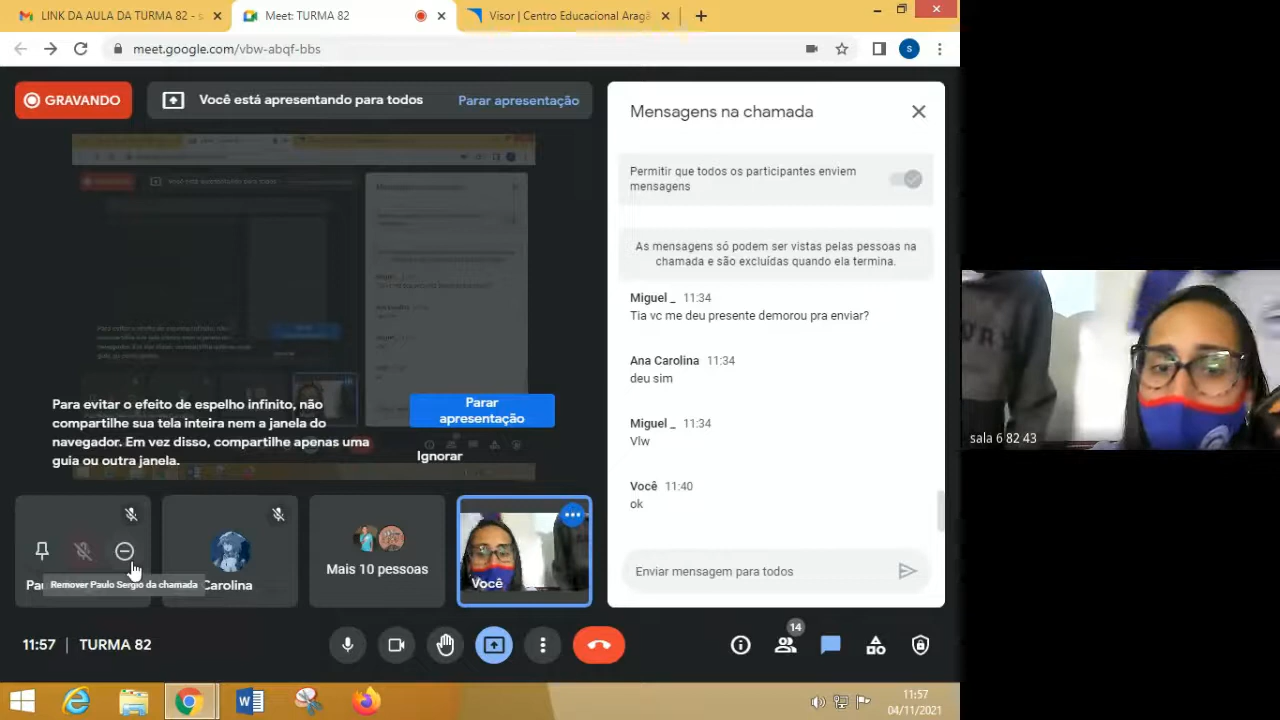 LINK DA AULA DA TURMA 82 - s
Meet: TURMA 82
Visor | Centro Educacional Aragã
meet.google.com/vbw-abqf-bbs
s
GRAVANDO
Você está apresentando para todos
Parar apresentação
Mensagens na chamada
Permitir que todos os participantes enviem
mensagens
As mensagens só podem ser vistas pelas pessoas na
chamada e são excluídas quando ela termina.
Miguel _ 11:34
Tia vc me deu presente demorou pra enviar?
Ana Carolina 11:34
deu sim
Miguel _ 11:34
Vlw
Você 11:40
ok
Enviar mensagem para todos
Para evitar o efeito de espelho infinito, não
compartilhe sua tela inteira nem a janela do
navegador. Em vez disso, compartilhe apenas uma
guia ou outra janela.
Parar
apresentação
Ignorar
Remover Paulo Sergio da chamada
Carolina
Mais 10 pessoas
Você
sala 6 82 43
11:57 | TURMA 82
14
11:57
04/11/2021